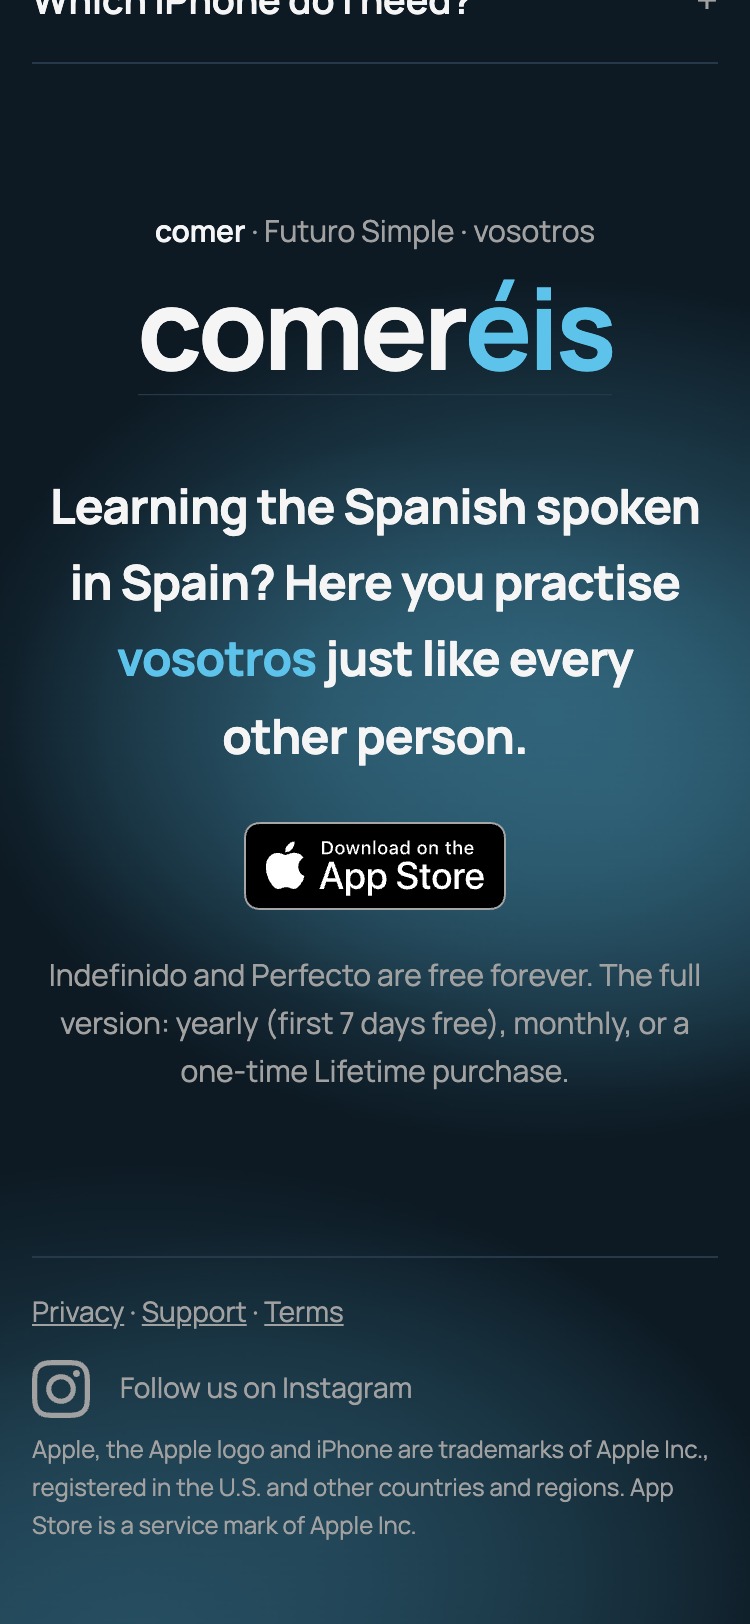 Which iPhone do I need? +
comer · Futuro Simple · vosotros
comeréis
Learning the Spanish spoken
in Spain? Here you practise
vosotros just like every
other person.
Download on the
App Store
Indefinido and Perfecto are free forever. The full
version: yearly (first 7 days free), monthly, or a
one-time Lifetime purchase.
Privacy · Support · Terms
Follow us on Instagram
Apple, the Apple logo and iPhone are trademarks of Apple Inc.,
registered in the U.S. and other countries and regions. App
Store is a service mark of Apple Inc.